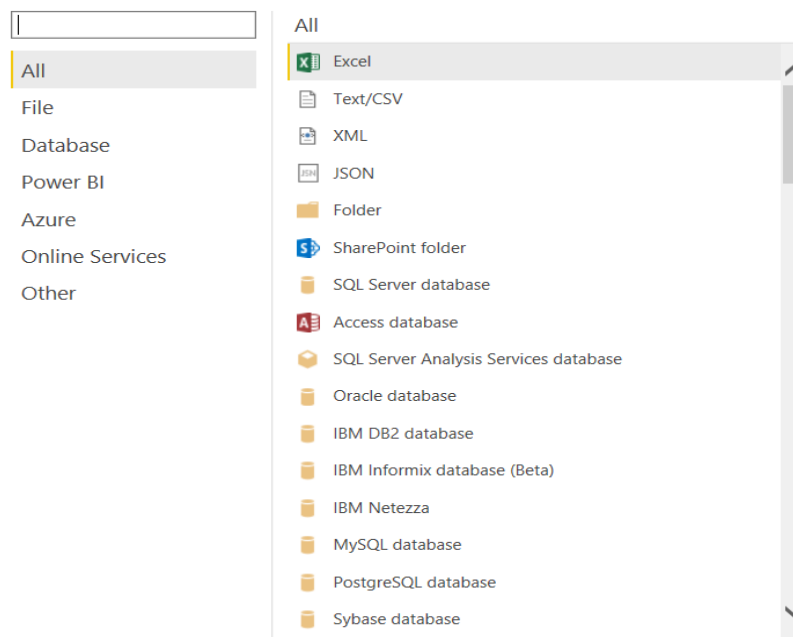 All
File
Database
Power BI
Azure
Online Services
Other
All
Excel
Text/CSV
XML
JSON
Folder
SharePoint folder
SQL Server database
Access database
SQL Server Analysis Services database
Oracle database
IBM DB2 database
IBM Informix database (Beta)
IBM Netezza
MySQL database
PostgreSQL database
Sybase database